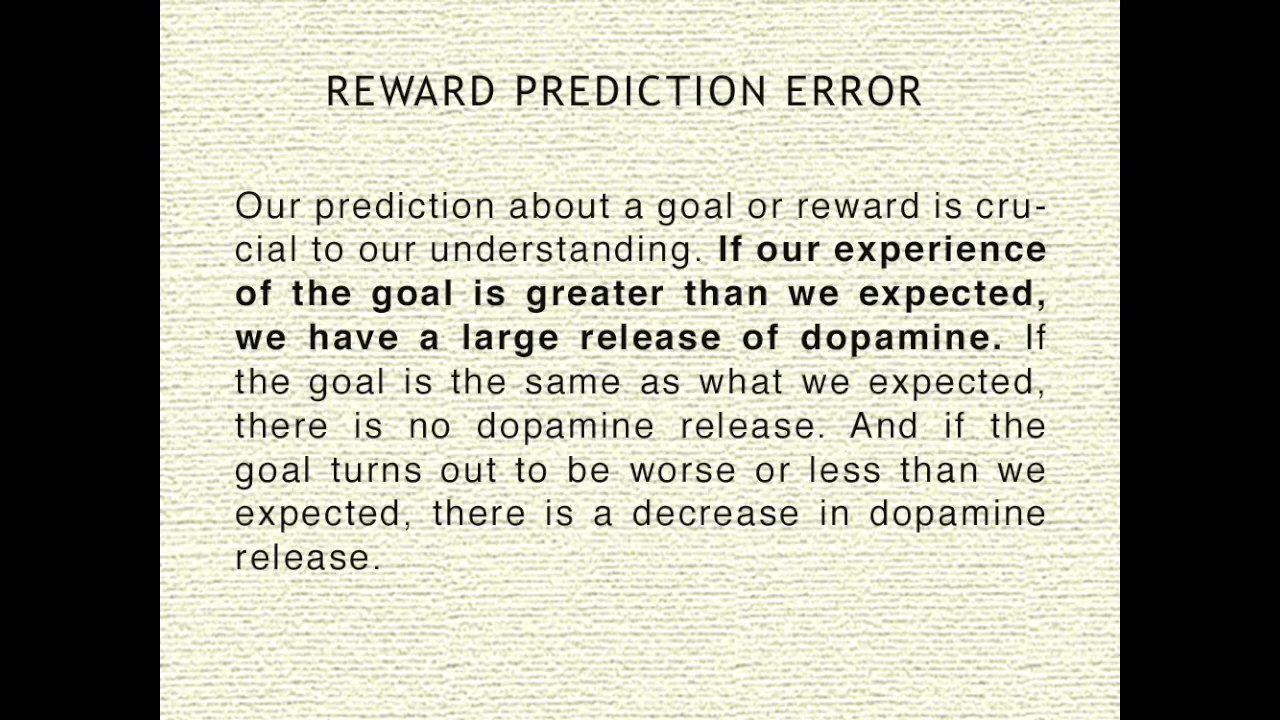 REWARD PREDICTION ERROR
Our prediction about a goal or reward is cru-
cial to our understanding. If our experience
of the goal is greater than we expected,
we have a large release of dopamine. If
the goal is the same as what we expected,
there is no dopamine release. And if the
goal turns out to be worse or less than we
expected, there is a decrease in dopamine
release.